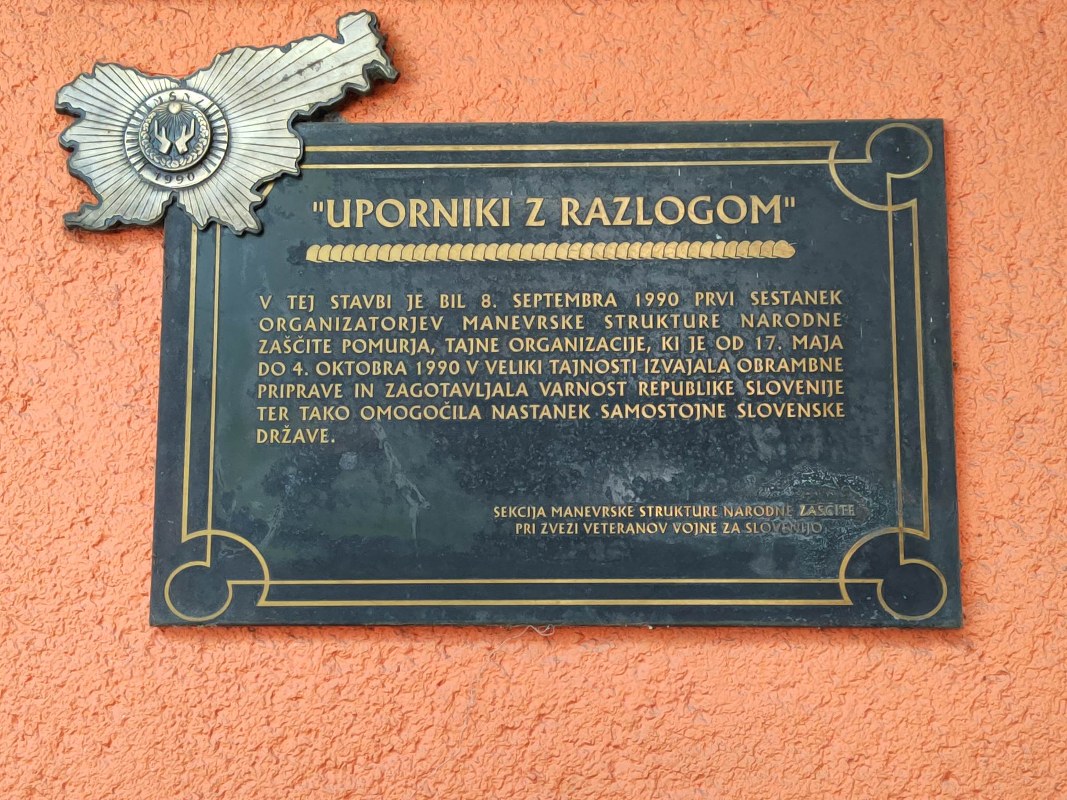 MSNZ
1990
"UPORNIKI Z RAZLOGOM"
V TEJ STAVBI JE BIL 8. SEPTEMBRA 1990 PRVI SESTANEK
ORGANIZATORJEV MANEVRSKE STRUKTURE NARODNE
ZAŠČITE POMURJA, TAJNE ORGANIZACIJE, KI JE OD 17. MAJA
DO 4. OKTOBRA 1990 V VELIKI TAJNOSTI IZVAJALA OBRAMBNE
PRIPRAVE IN ZAGOTAVLJALA VARNOST REPUBLIKE SLOVENIJE
TER TAKO OMOGOČILA NASTANEK SAMOSTOJNE SLOVENSKE
DRŽAVE.
SEKCIJA MANEVRSKE STRUKTURE NARODNE ZAŠČITE
PRI ZVEZI VETERANOV VOJNE ZA SLOVENIJO